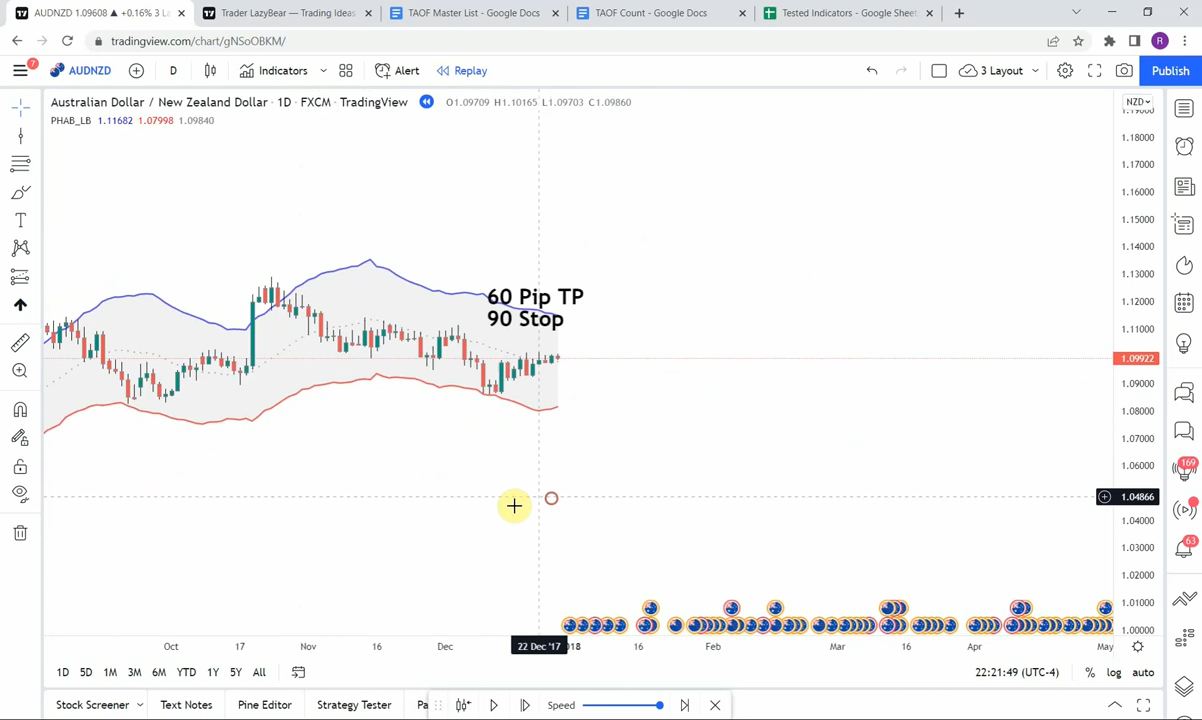 AUDNZD 1.09608 ▲ +0.16% 3 La
Trader LazyBear — Trading Ideas
TAOF Master List - Google Docs
TAOF Count - Google Docs
Tested Indicators - Google Sheet
tradingview.com/chart/gNSoOBKM/
R
7
AUDNZD
D
Indicators
Alert
Replay
3 Layout
Publish
Australian Dollar / New Zealand Dollar · 1D · FXCM · TradingView
O1.09709 H1.10165 L1.09703 C1.09860
NZD
PHAB_LB 1.11682 1.07998 1.09840
1.18000
1.17000
1.16000
1.15000
1.14000
1.13000
1.12000
1.11000
1.09922
1.09000
1.08000
1.07000
1.06000
1.04866
1.04000
1.03000
1.02000
1.01000
1.00000
60 Pip TP
90 Stop
169
63
Oct 17 Nov 16 Dec 22 Dec '17 2018 16 Feb Mar 16 Apr May
1D 5D 1M 3M 6M YTD 1Y 5Y All
22:21:49 (UTC-4)
% log auto
Stock Screener
Text Notes
Pine Editor
Strategy Tester
Pa
Speed